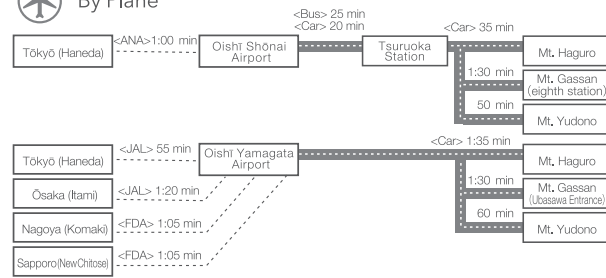 By Plane
<Bus> 25 min
<Car> 20 min
<ANA>1:00 min
<Car> 35 min
Tōkyō (Haneda)
Oishī Shōnai
Airport
Tsuruoka
Station
Mt. Haguro
1:30 min
Mt. Gassan
(eighth station)
50 min
Mt. Yudono
<JAL> 55 min
<Car> 1:35 min
Tōkyō (Haneda)
Oishī Yamagata
Airport
Mt. Haguro
Ōsaka (Itami)
<JAL> 1:20 min
1:30 min
Mt. Gassan
(Ubasawa Entrance)
Nagoya (Komaki)
<FDA> 1:05 min
60 min
Mt. Yudono
Sapporo(New Chitose)
<FDA> 1:05 min